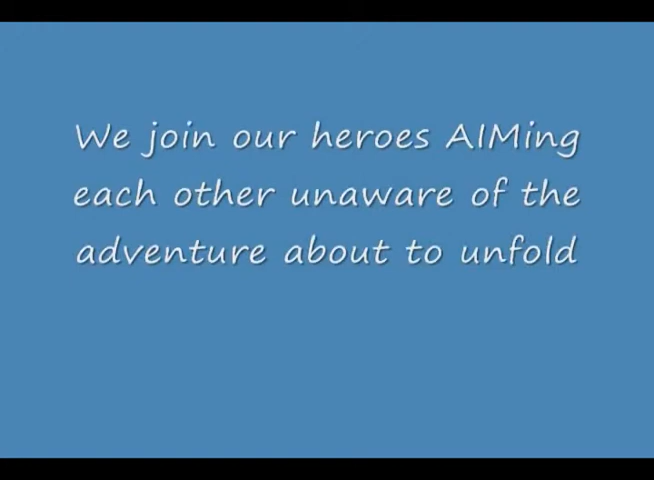 We join our heroes AIMing
each other unaware of the
adventure about to unfold